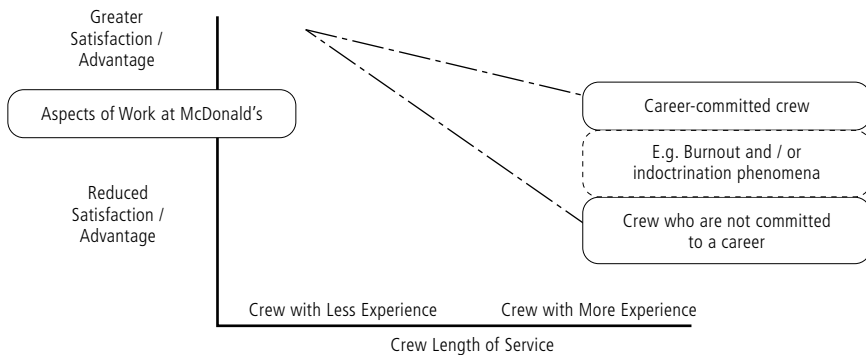 Greater
Satisfaction /
Advantage
Aspects of Work at McDonald's
Reduced
Satisfaction /
Advantage
Career-committed crew
E.g. Burnout and / or
indoctrination phenomena
Crew who are not committed
to a career
Crew with Less Experience
Crew with More Experience
Crew Length of Service